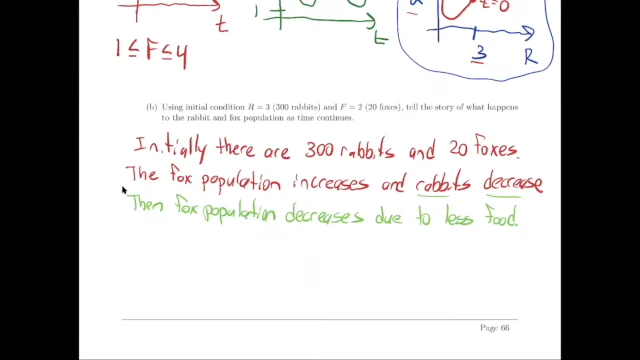 t
1
t
t=0
3
R
1 ≤ F ≤ 4
(b) Using initial condition R = 3 (300 rabbits) and F = 2 (20 foxes), tell the story of what happens
to the rabbit and fox population as time continues.
Initially there are 300 rabbits and 20 foxes.
The fox population increases and rabbits decrease
Then fox population decreases due to less food.
Page 66